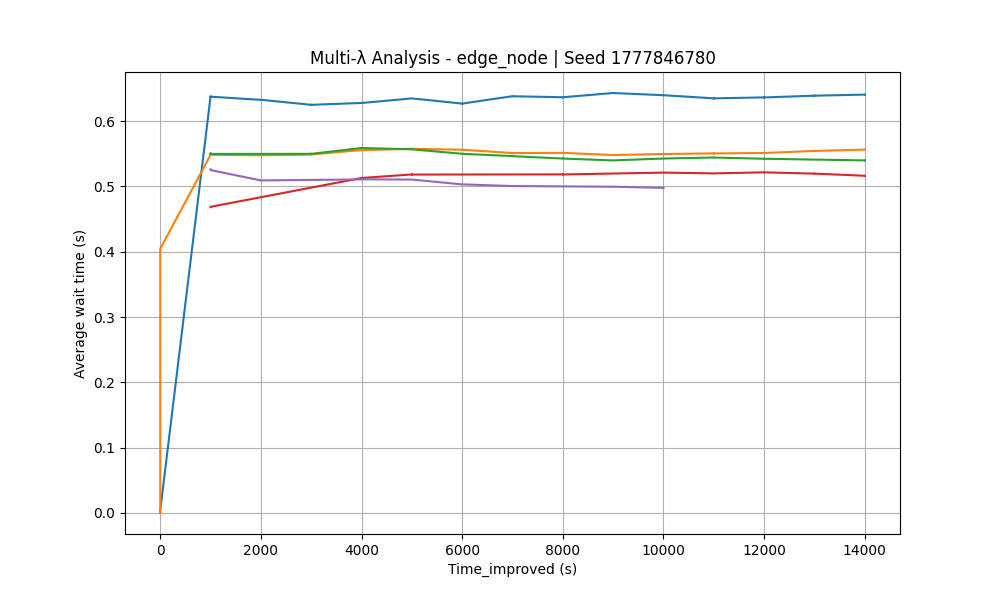 Multi-λ Analysis - edge_node | Seed 1777846780
Average wait time (s)
0.6
0.5
0.4
0.3
0.2
0.1
0.0
0 2000 4000 6000 8000 10000 12000 14000
Time_improved (s)